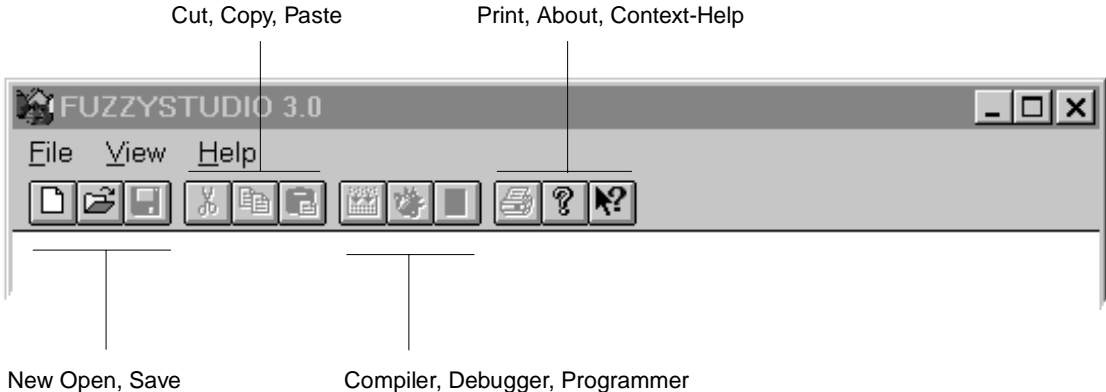 Cut, Copy, Paste
Print, About, Context-Help
FUZZYSTUDIO 3.0
File View Help
New Open, Save
Compiler, Debugger, Programmer